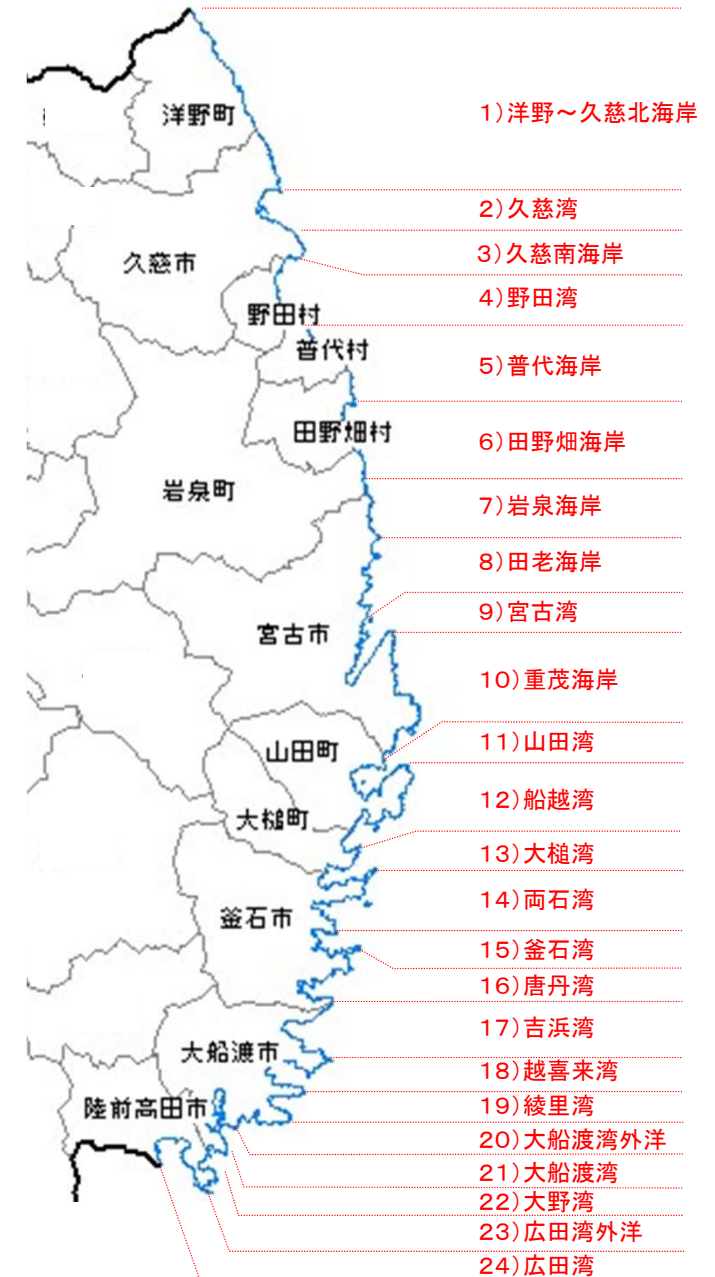 洋野町
久慈市
野田村
普代村
田野畑村
岩泉町
宮古市
山田町
大槌町
釜石市
大船渡市
陸前高田市
1)洋野～久慈北海岸
2)久慈湾
3)久慈南海岸
4)野田湾
5)普代海岸
6)田野畑海岸
7)岩泉海岸
8)田老海岸
9)宮古湾
10)重茂海岸
11)山田湾
12)船越湾
13)大槌湾
14)両石湾
15)釜石湾
16)唐丹湾
17)吉浜湾
18)越喜来湾
19)綾里湾
20)大船渡湾外洋
21)大船渡湾
22)大野湾
23)広田湾外洋
24)広田湾